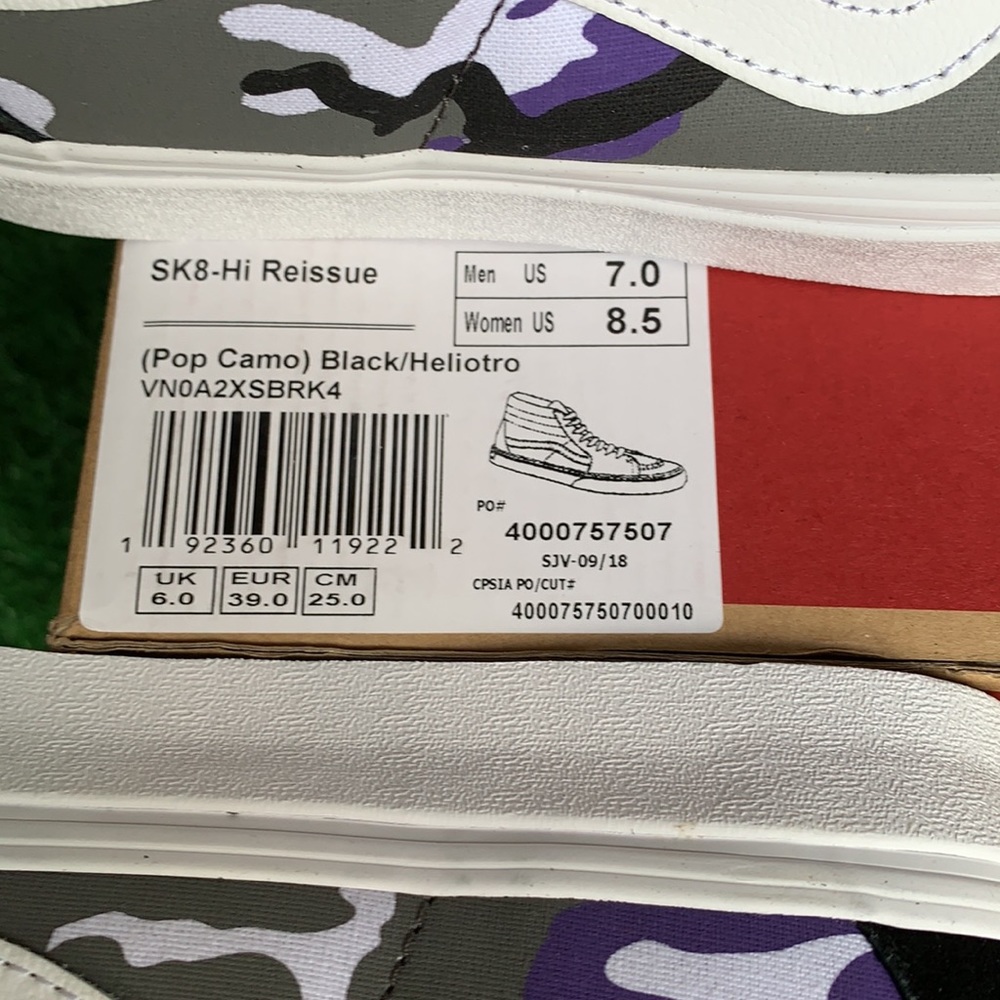 SK8-Hi Reissue
Men US 7.0
Women US 8.5
(Pop Camo) Black/Heliotro
VN0A2XSBRK4
1 92360 11922 2
PO#
4000757507
SJV-09/18
CPSIA PO/CUT#
400075750700010
UK EUR CM
6.0 39.0 25.0